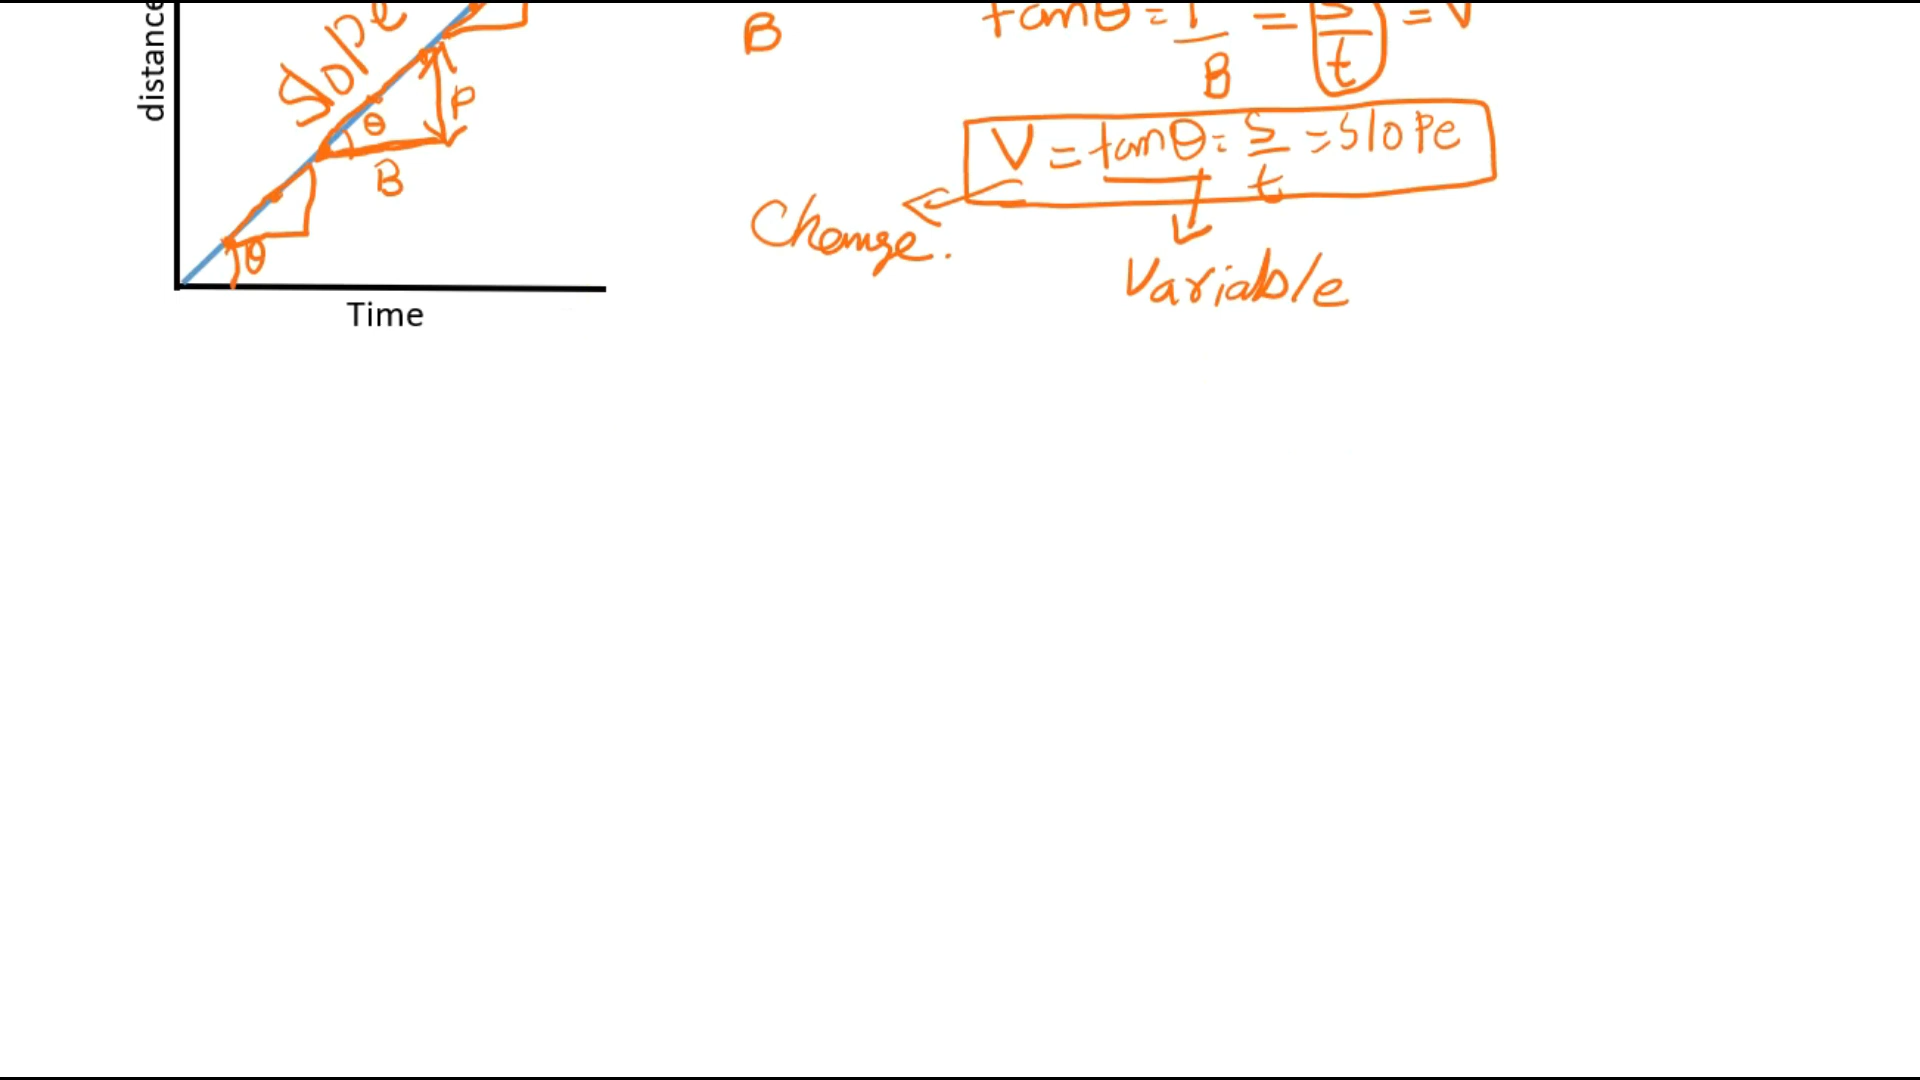 distance
Slope
θ
P
B
θ
Time
B
tanθ = P/B = S/t = V
V = tanθ = S/t = Slope
Change.
Variable